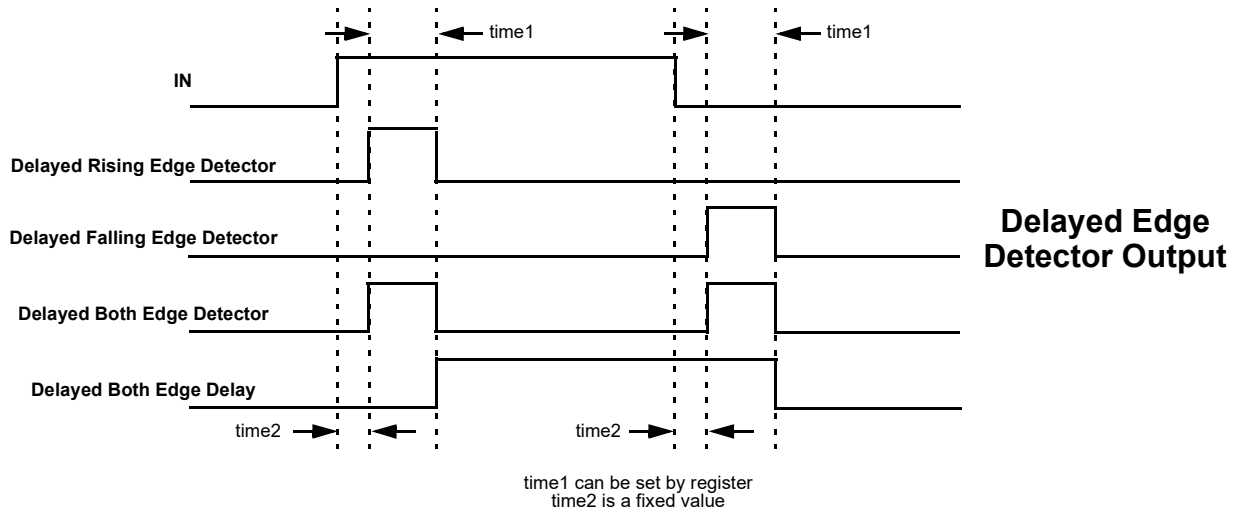 time1
time1
IN
Delayed Rising Edge Detector
Delayed Falling Edge Detector
Delayed Edge
Detector Output
Delayed Both Edge Detector
Delayed Both Edge Delay
time2
time2
time1 can be set by register
time2 is a fixed value